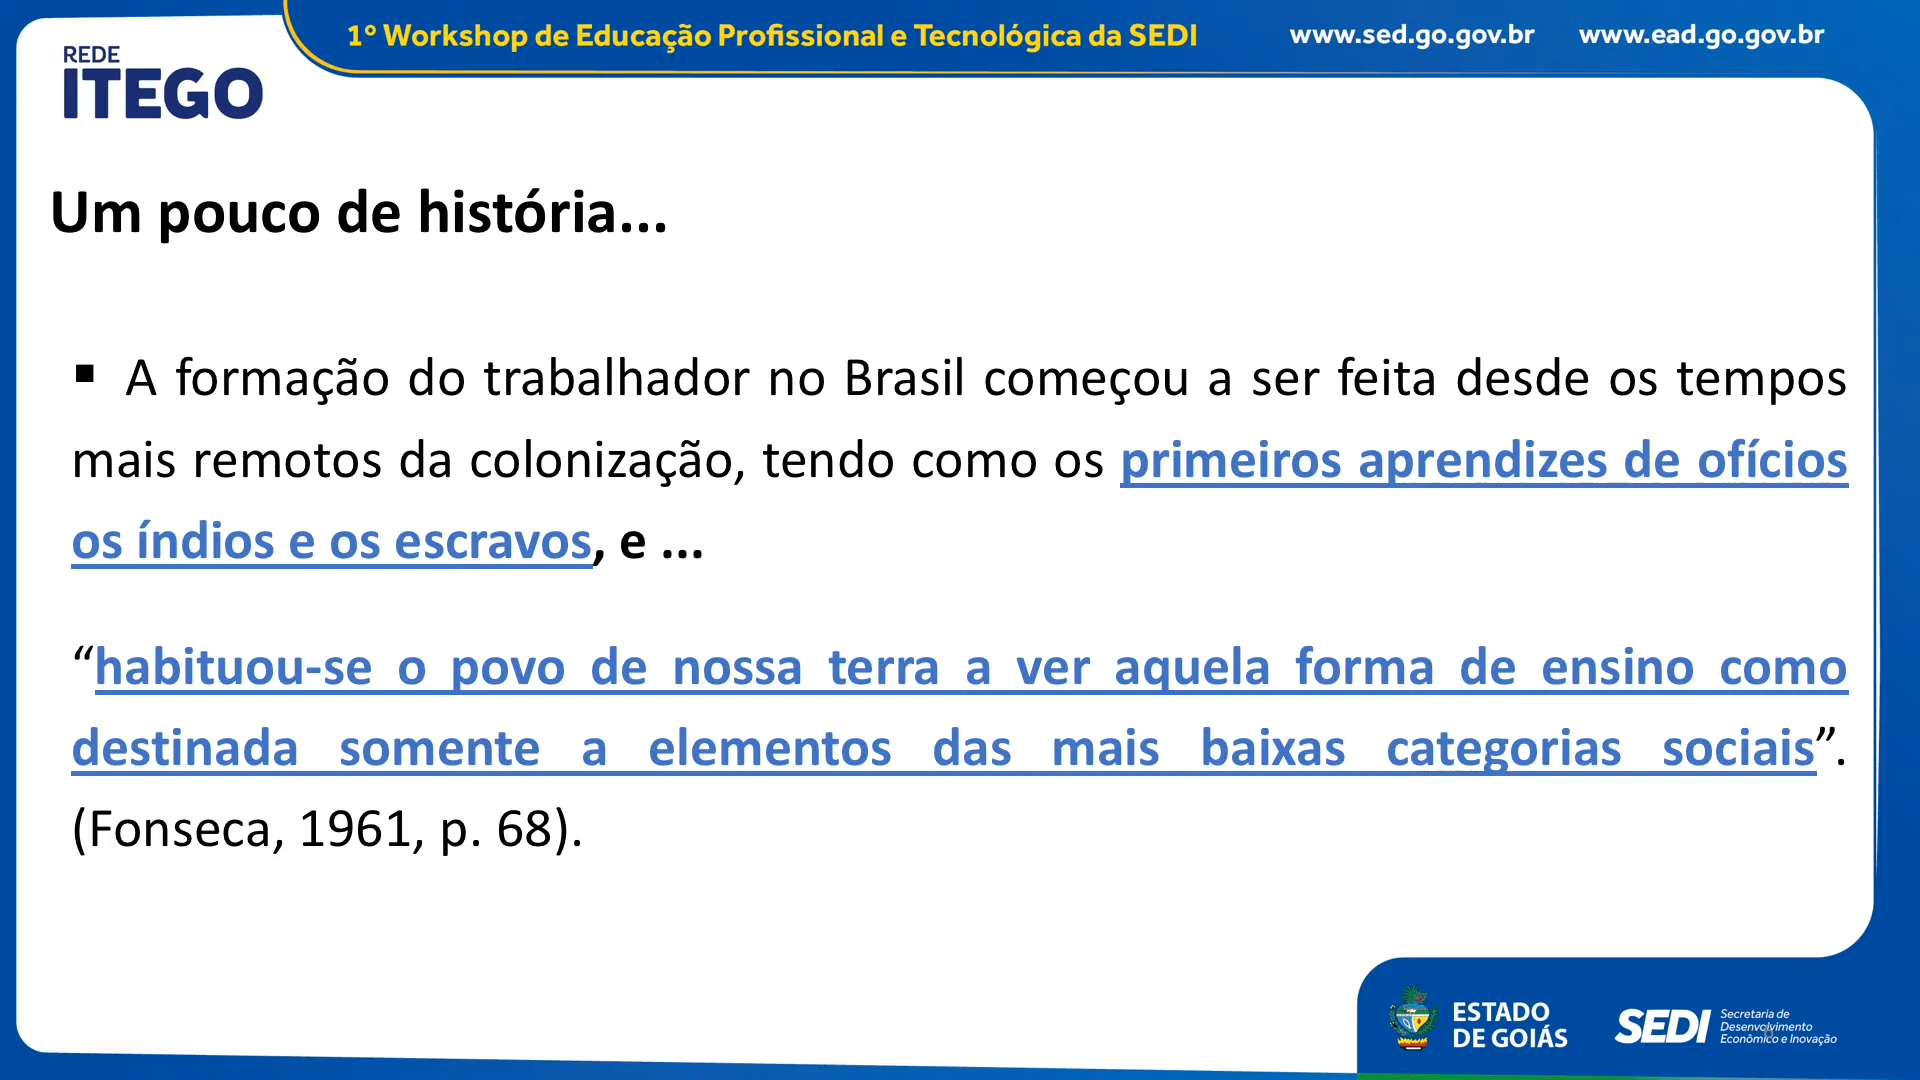 1º Workshop de Educação Profissional e Tecnológica da SEDI
www.sed.go.gov.br www.ead.go.gov.br
REDE
ITEGO
Um pouco de história...
▪ A formação do trabalhador no Brasil começou a ser feita desde os tempos
mais remotos da colonização, tendo como os primeiros aprendizes de ofícios
os índios e os escravos, e ...
“habituou-se o povo de nossa terra a ver aquela forma de ensino como
destinada somente a elementos das mais baixas categorias sociais”.
(Fonseca, 1961, p. 68).
ESTADO
DE GOIÁS
SEDI
Secretaria de
Desenvolvimento
Econômico e Inovação